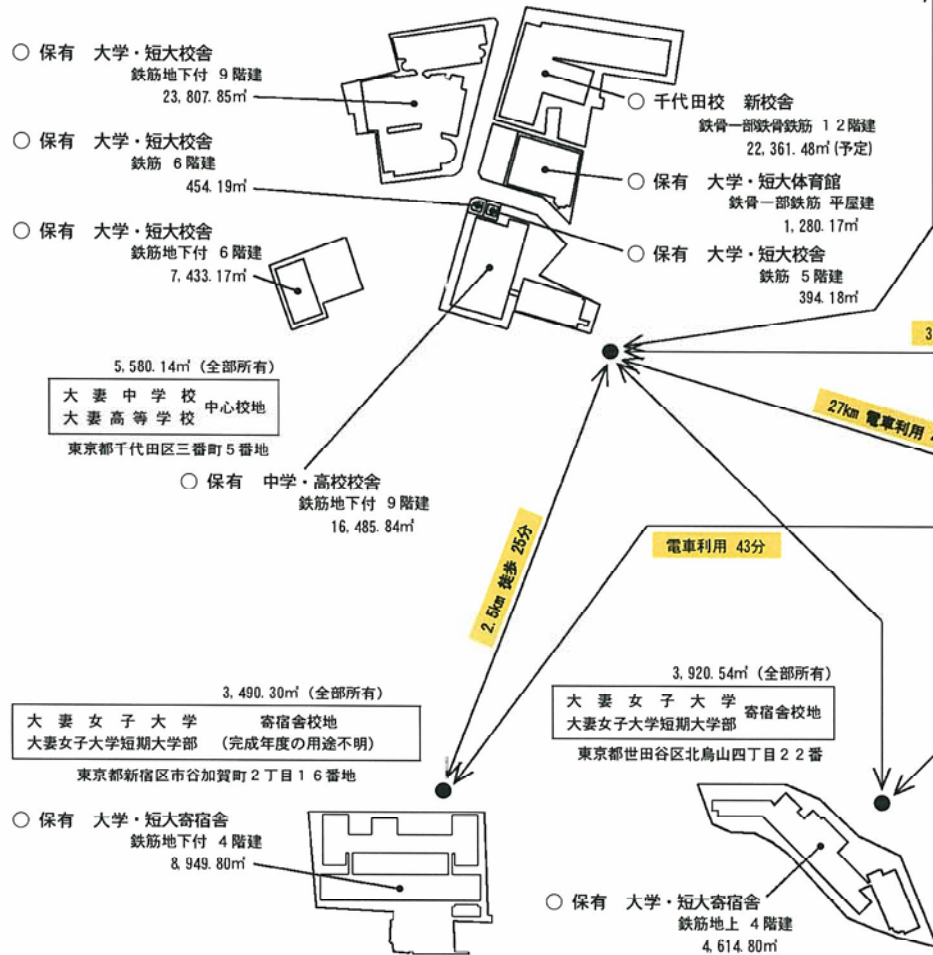 ○ 保有 大学・短大校舎
鉄筋地下付 9階建
23,807.85㎡
○ 保有 大学・短大校舎
鉄筋 6階建
454.19㎡
○ 保有 大学・短大校舎
鉄筋地下付 6階建
7,433.17㎡
○ 千代田校 新校舎
鉄骨一部鉄骨鉄筋 12階建
22,361.48㎡(予定)
○ 保有 大学・短大体育館
鉄骨一部鉄筋 平屋建
1,280.17㎡
○ 保有 大学・短大校舎
鉄筋 5階建
394.18㎡
5,580.14㎡(全部所有)
大妻中学校
大妻高等学校
中心校地
東京都千代田区三番町5番地
○ 保有 中学・高校校舎
鉄筋地下付 9階建
16,485.84㎡
3
27km 電車利用
電車利用 43分
2.5km 徒歩 25分
3,490.30㎡(全部所有)
大妻女子大学 寄宿舎校地
大妻女子大学短期大学部 (完成年度の用途不明)
東京都新宿区市谷加賀町2丁目16番地
○ 保有 大学・短大寄宿舎
鉄筋地下付 4階建
8,949.80㎡
3,920.54㎡(全部所有)
大妻女子大学
大妻女子大学短期大学部
寄宿舎校地
東京都世田谷区北烏山四丁目22番
○ 保有 大学・短大寄宿舎
鉄筋地上 4階建
4,614.80㎡